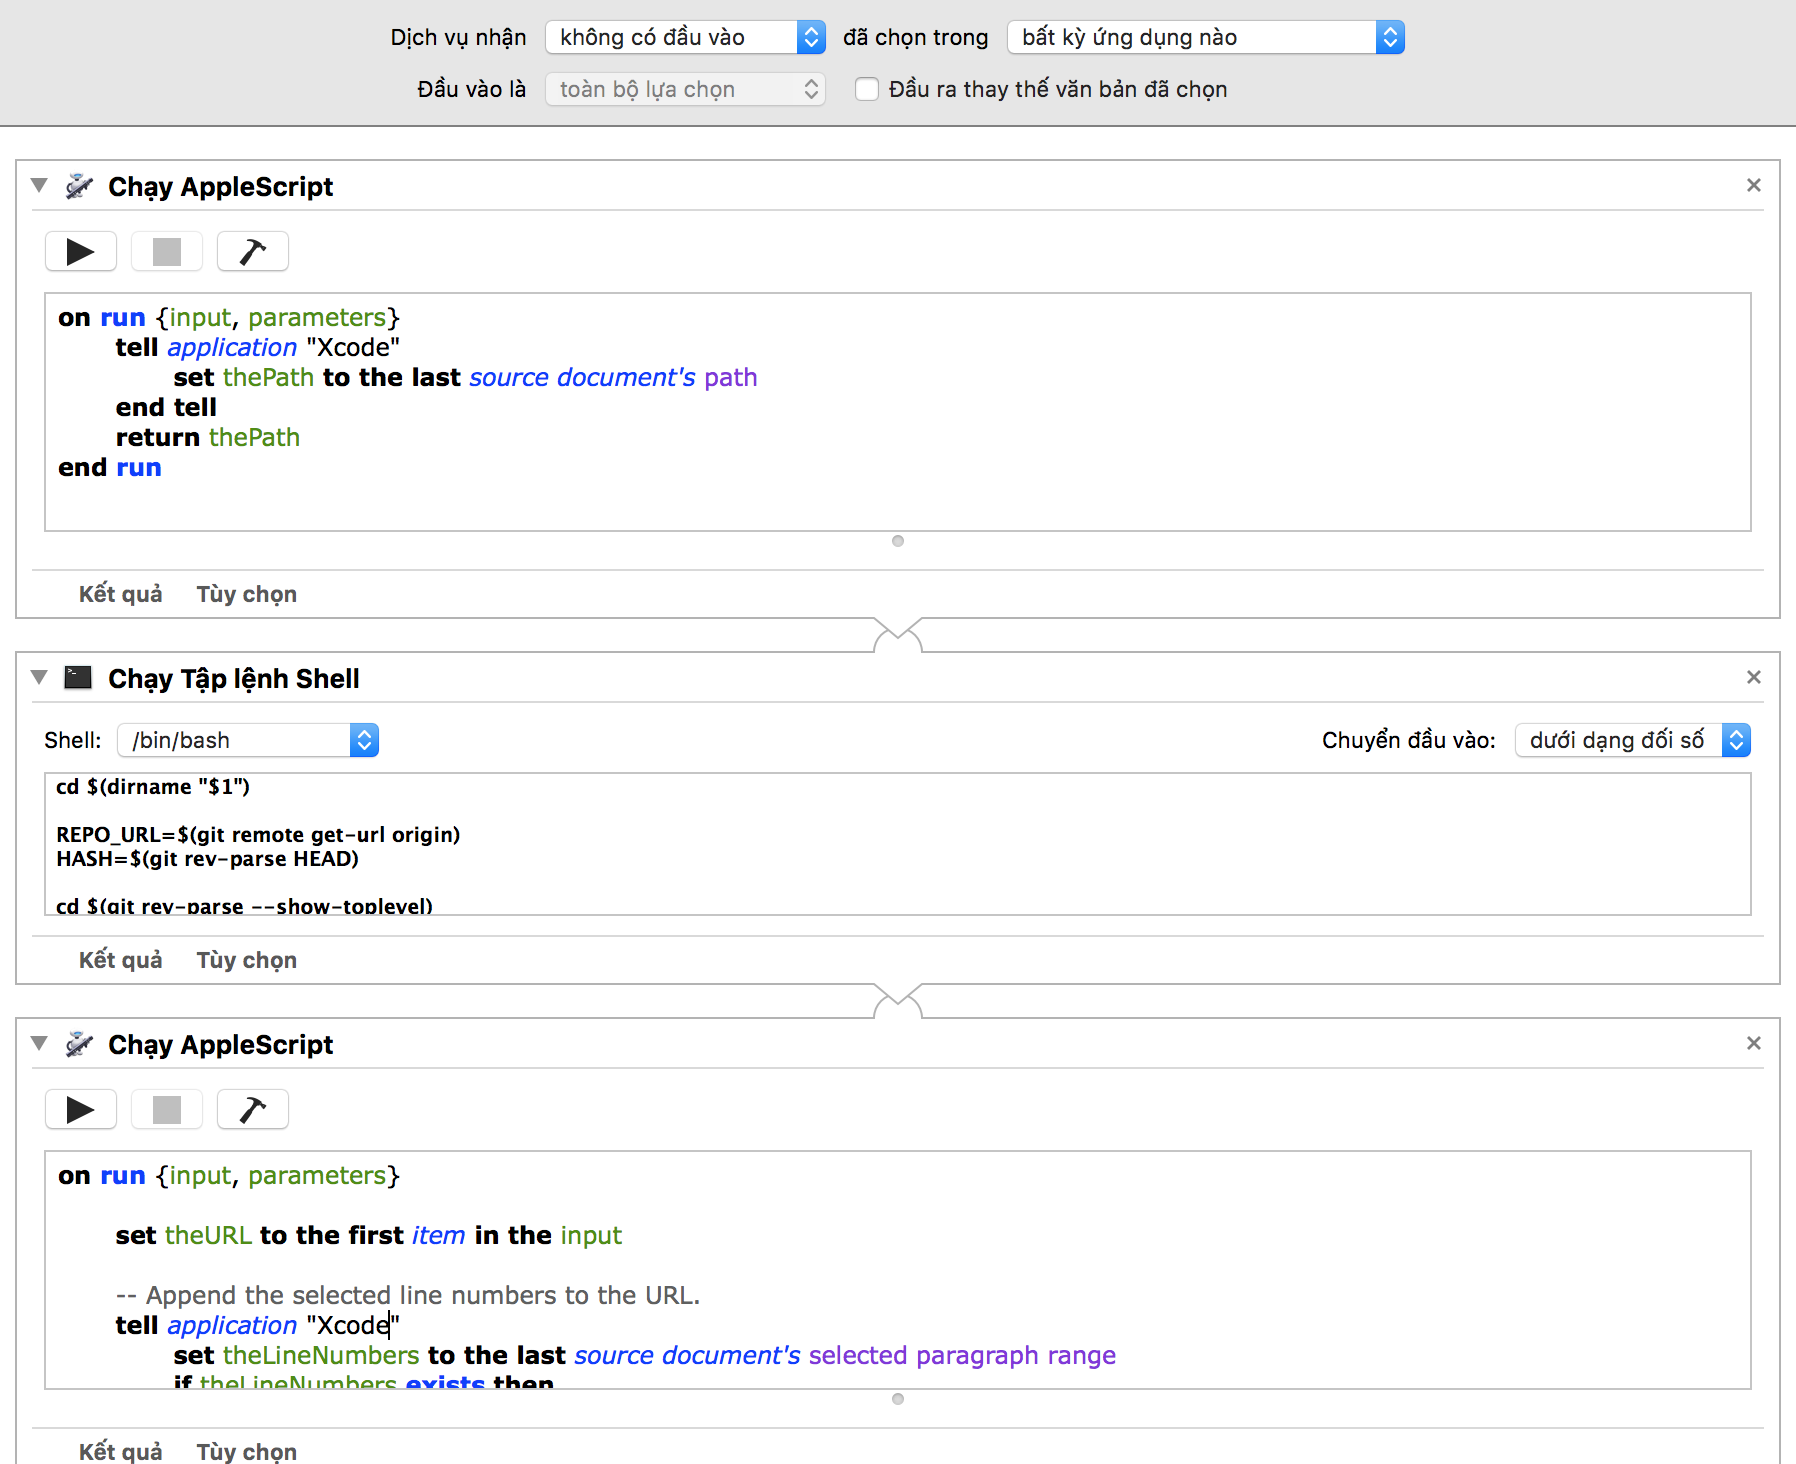 Dịch vụ nhận không có đầu vào đã chọn trong bất kỳ ứng dụng nào
Đầu vào là toàn bộ lựa chọn Đầu ra thay thế văn bản đã chọn
Chạy AppleScript
on run {input, parameters}
tell application "Xcode"
set thePath to the last source document's path
end tell
return thePath
end run
Kết quả Tùy chọn
Chạy Tập lệnh Shell
Shell: /bin/bash Chuyển đầu vào: dưới dạng đối số
cd $(dirname "$1")
REPO_URL=$(git remote get-url origin)
HASH=$(git rev-parse HEAD)
cd $(git rev-parse --show-toplevel)
Kết quả Tùy chọn
Chạy AppleScript
on run {input, parameters}
set theURL to the first item in the input
-- Append the selected line numbers to the URL.
tell application "Xcode"
set theLineNumbers to the last source document's selected paragraph range
if theLineNumbers exists then
Kết quả Tùy chọn